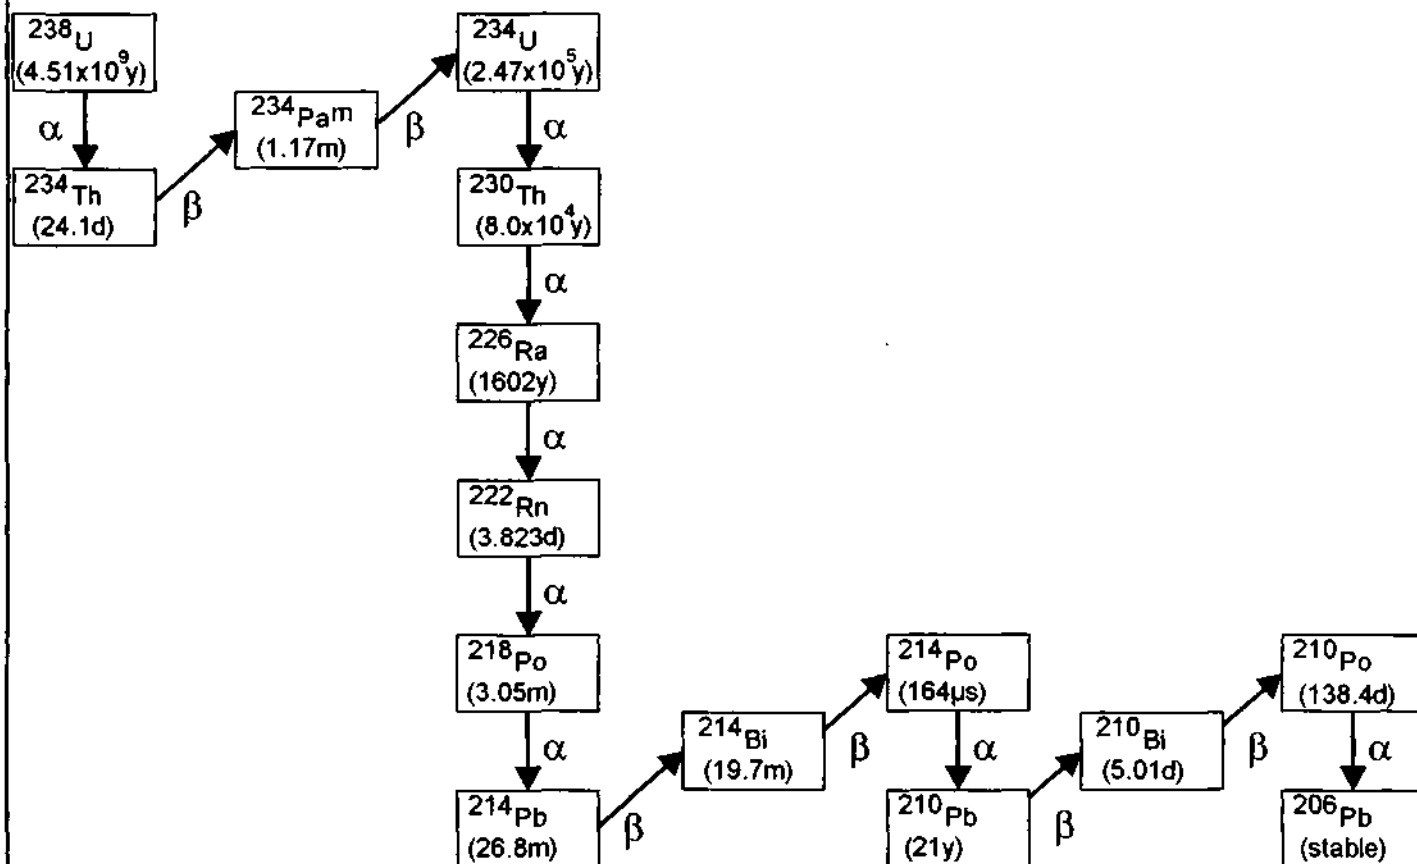 ²³⁸U
(4.51x10⁹y)
α
²³⁴Th
(24.1d)
β
²³⁴Paᵐ
(1.17m)
β
²³⁴U
(2.47x10⁵y)
α
²³⁰Th
(8.0x10⁴y)
α
²²⁶Ra
(1602y)
α
²²²Rn
(3.823d)
α
²¹⁸Po
(3.05m)
α
²¹⁴Pb
(26.8m)
β
²¹⁴Bi
(19.7m)
β
²¹⁴Po
(164µs)
α
²¹⁰Pb
(21y)
β
²¹⁰Bi
(5.01d)
β
²¹⁰Po
(138.4d)
α
²⁰⁶Pb
(stable)